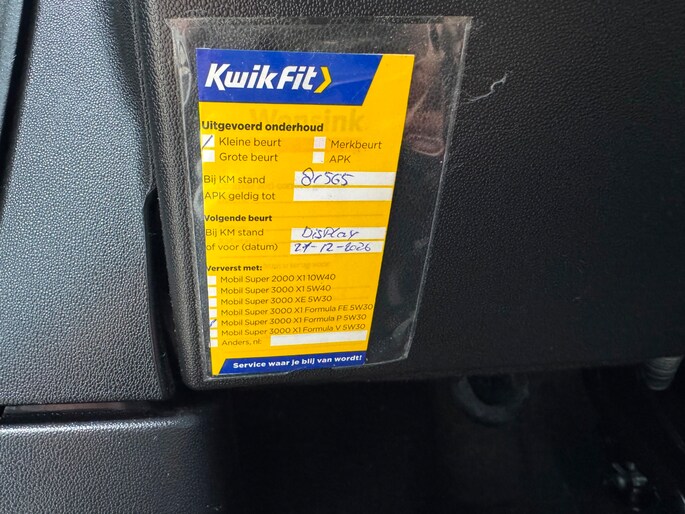 KwikFit
Uitgevoerd onderhoud
Kleine beurt
Merkbeurt
Grote beurt
APK
Bij KM stand
APK geldig tot
Volgende beurt
Bij KM stand Display
of voor (datum) 27-12-2026
Ververst met:
Mobil Super 2000 X1 10W40
Mobil Super 3000 X1 5W40
Mobil Super 3000 XE 5W30
Mobil Super 3000 X1 Formula FE 5W30
Mobil Super 3000 X1 Formula P 5W30
Mobil Super 3000 X1 Formula V 5W30
Anders, nl:
Service waar je blij van wordt!